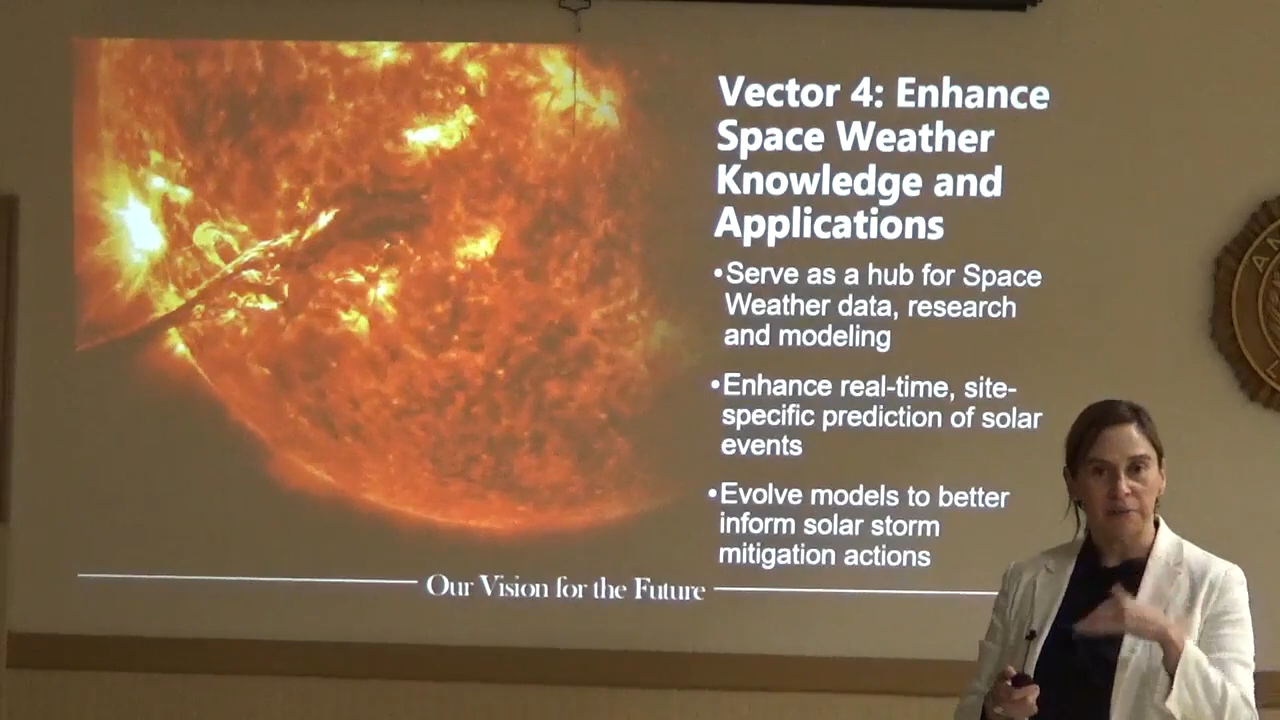 Vector 4: Enhance
Space Weather
Knowledge and
Applications
•Serve as a hub for Space
Weather data, research
and modeling
•Enhance real-time, site-
specific prediction of solar
events
•Evolve models to better
inform solar storm
mitigation actions
Our Vision for the Future